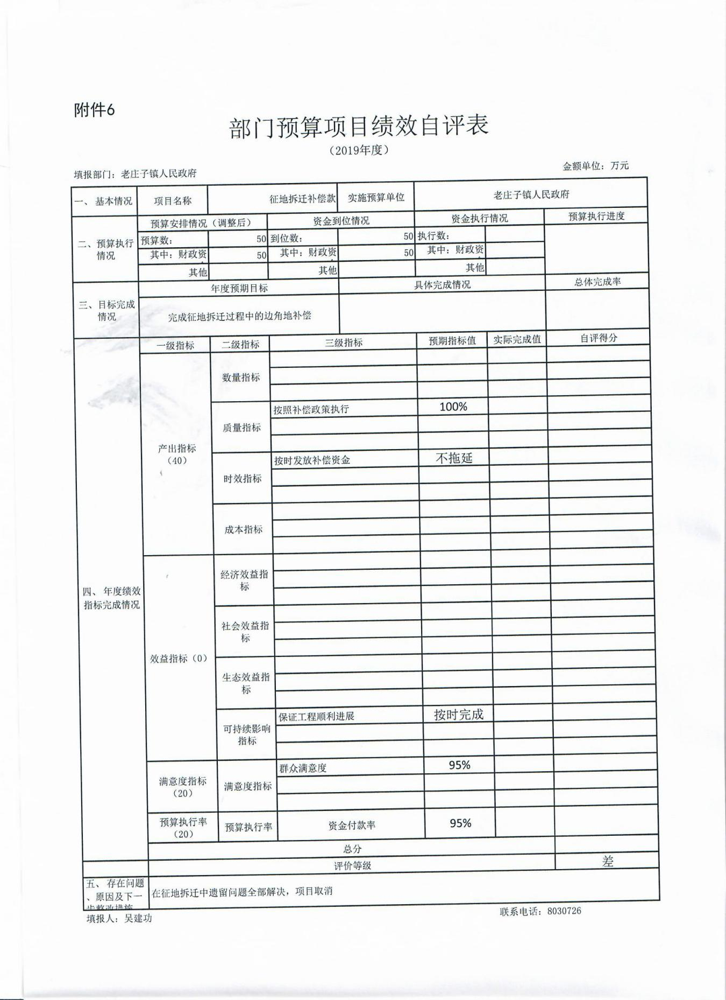 附件6
部门预算项目绩效自评表
（2019年度）
填报部门：老庄子镇人民政府
金额单位：万元
一、基本情况 项目名称 征地拆迁补偿款 实施预算单位 老庄子镇人民政府
二、预算执行情况 预算安排情况（调整后） 资金到位情况 资金执行情况 预算执行进度
预算数： 50 到位数： 50 执行数：
其中：财政资 50 其中：财政资 50 其中：财政资
其他 其他 其他
三、目标完成情况 年度预期目标 具体完成情况 总体完成率
完成征地拆迁过程中的边角地补偿
四、年度绩效指标完成情况 一级指标 二级指标 三级指标 预期指标值 实际完成值 自评得分
产出指标（40） 数量指标
质量指标 按照补偿政策执行 100%
时效指标 按时发放补偿资金 不拖延
成本指标
效益指标（0） 经济效益指标
社会效益指标
生态效益指标
可持续影响指标 保证工程顺利进展 按时完成
满意度指标（20） 满意度指标 群众满意度 95%
预算执行率（20） 预算执行率 资金付款率 95%
总分
评价等级 差
五、存在问题、原因及下一步整改措施 在征地拆迁中遗留问题全部解决，项目取消
填报人：吴建功
联系电话：8030726